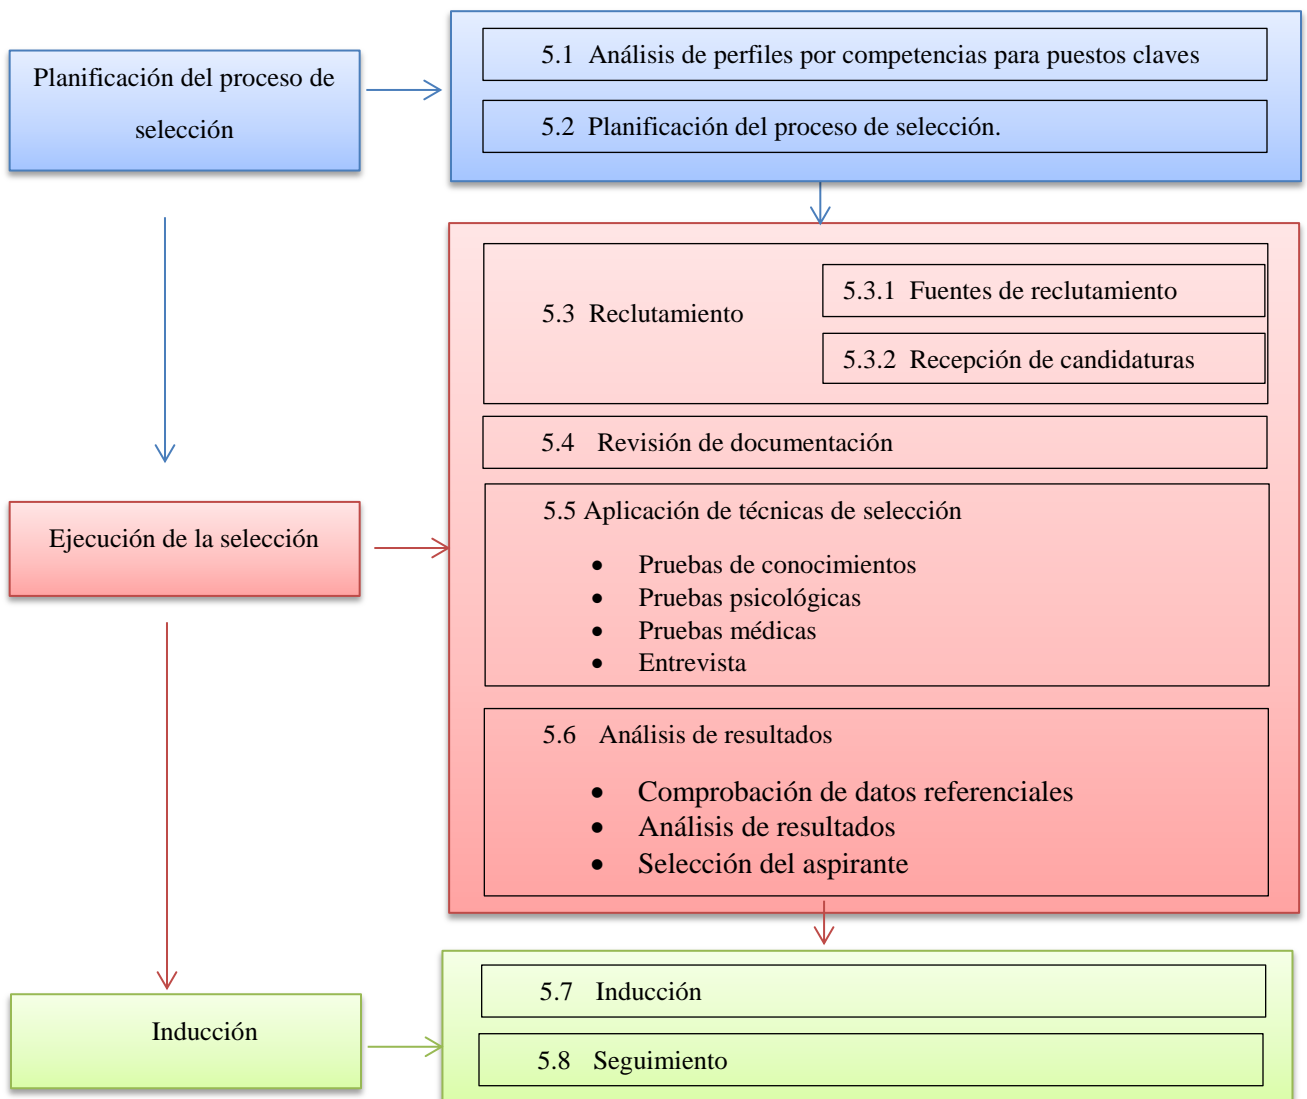 Planificación del proceso de
selección
5.1 Análisis de perfiles por competencias para puestos claves
5.2 Planificación del proceso de selección.
5.3 Reclutamiento
5.3.1 Fuentes de reclutamiento
5.3.2 Recepción de candidaturas
5.4 Revisión de documentación
Ejecución de la selección
5.5 Aplicación de técnicas de selección
• Pruebas de conocimientos
• Pruebas psicológicas
• Pruebas médicas
• Entrevista
5.6 Análisis de resultados
• Comprobación de datos referenciales
• Análisis de resultados
• Selección del aspirante
Inducción
5.7 Inducción
5.8 Seguimiento